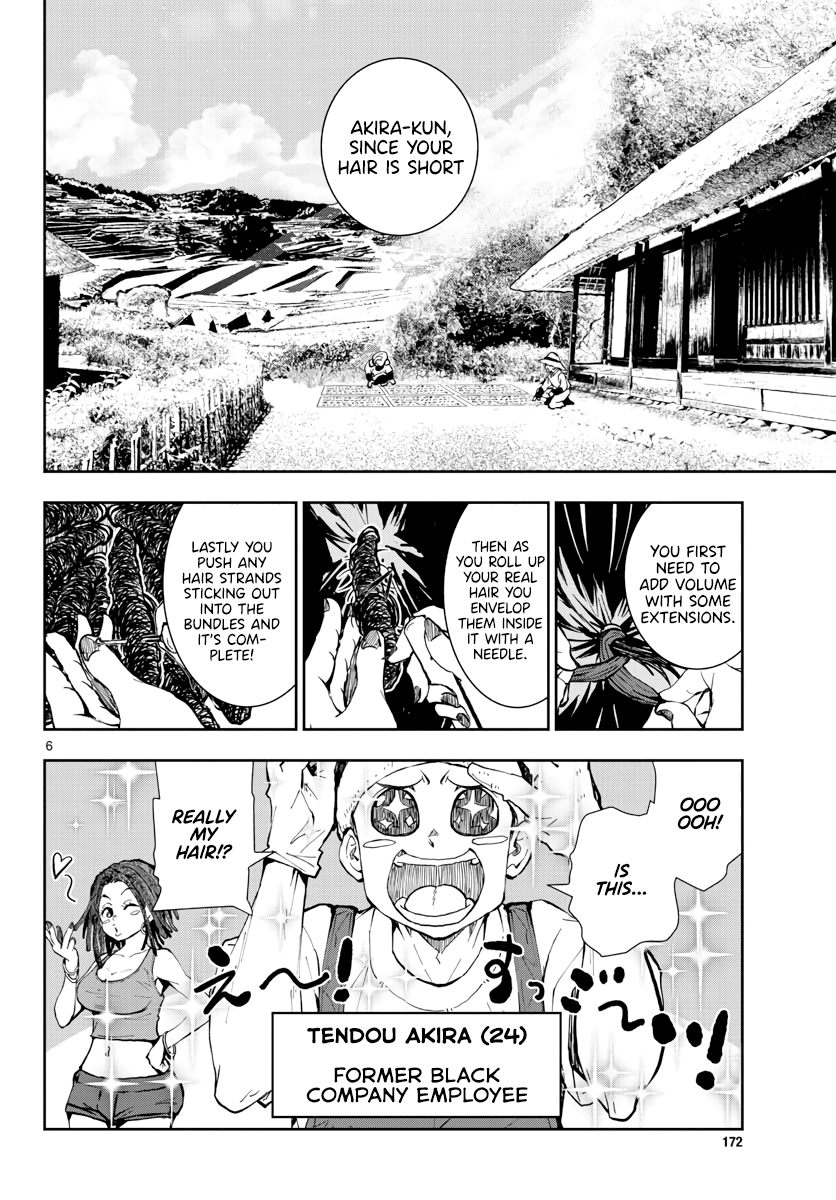 AKIRA-KUN,
SINCE YOUR
HAIR IS SHORT
YOU FIRST
NEED TO
ADD VOLUME
WITH SOME
EXTENSIONS.
THEN AS
YOU ROLL UP
YOUR REAL
HAIR YOU
ENVELOP
THEM INSIDE
IT WITH A
NEEDLE.
LASTLY YOU
PUSH ANY
HAIR STRANDS
STICKING OUT
INTO THE
BUNDLES AND
IT'S COM-
PLETE!
6
OOO
OOH!
IS
THIS...
REALLY
MY
HAIR!?
すっげ〜!!
え〜!
TENDOU AKIRA (24)
FORMER BLACK
COMPANY EMPLOYEE
172